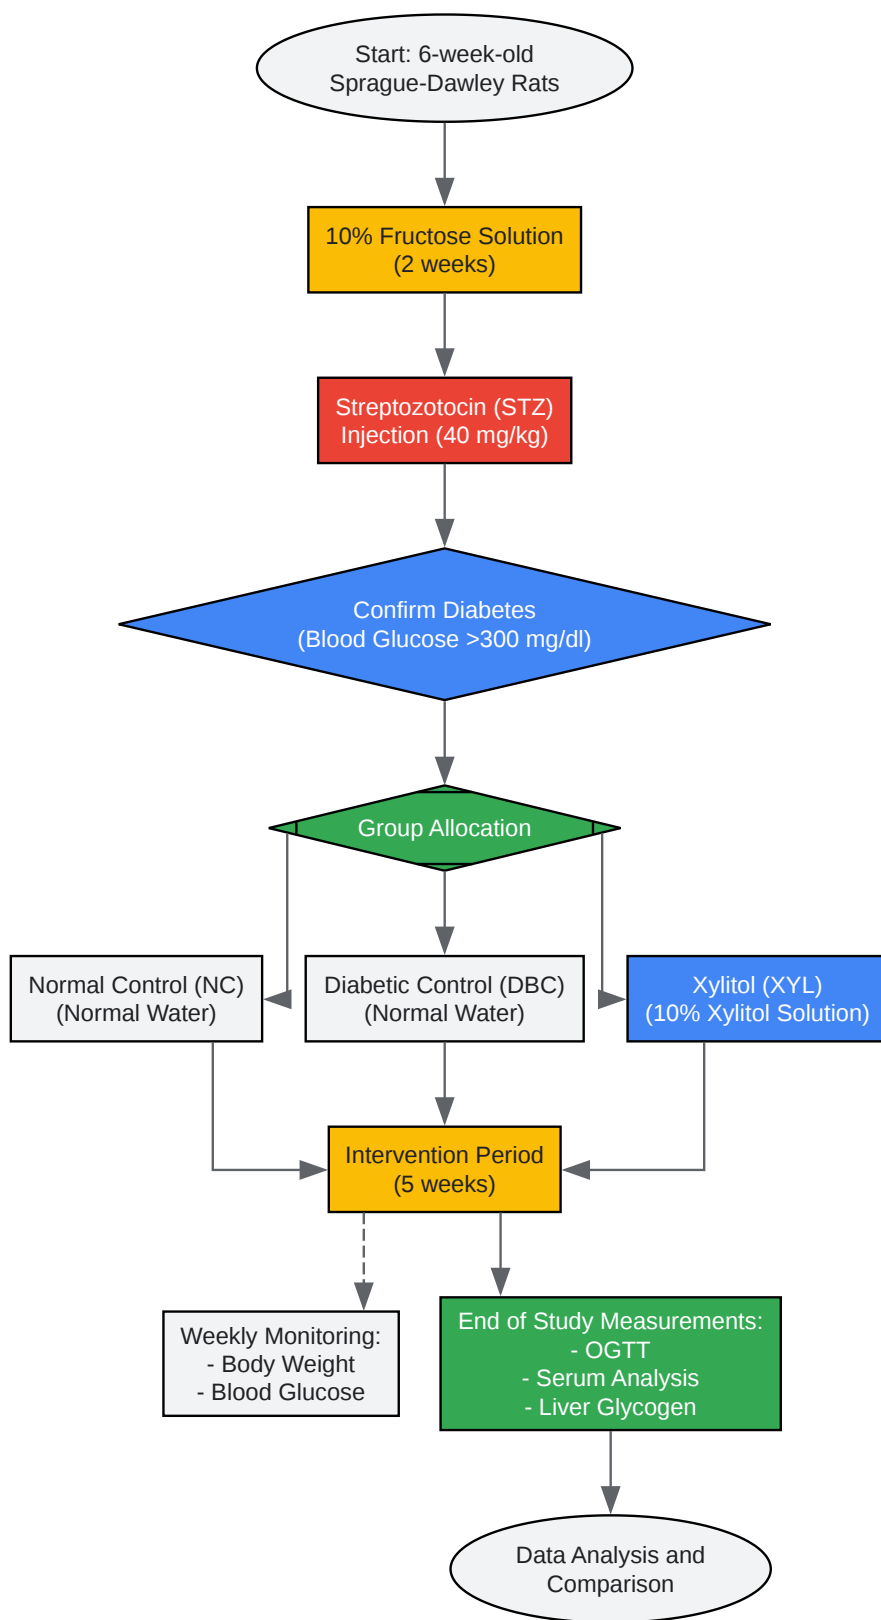 Start: 6-week-old
Sprague-Dawley Rats
10% Fructose Solution
(2 weeks)
Streptozotocin (STZ)
Injection (40 mg/kg)
Confirm Diabetes
(Blood Glucose >300 mg/dl)
Group Allocation
Normal Control (NC)
(Normal Water)
Diabetic Control (DBC)
(Normal Water)
Xylitol (XYL)
(10% Xylitol Solution)
Intervention Period
(5 weeks)
Weekly Monitoring:
- Body Weight
- Blood Glucose
End of Study Measurements:
- OGTT
- Serum Analysis
- Liver Glycogen
Data Analysis and
Comparison